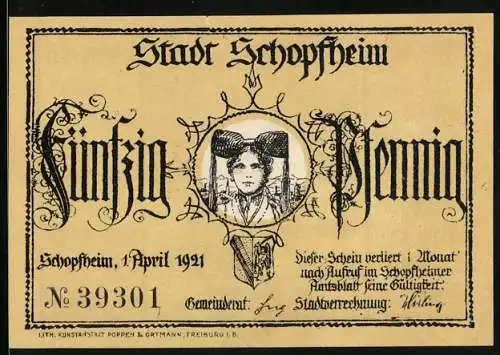 Stadt Schopfheim
Fünfzig Pfennig
Schopfheim, 1. April 1921
Dieser Schein verliert 1 Monat
nach Aufruf im Schopfheimer
Amtsblatt seine Gültigkeit.
№ 39301
Gemeinderat: Stadtverrechnung:
LITH. KUNSTANSTALT POPPEN & ORTMANN, FREIBURG I. B.